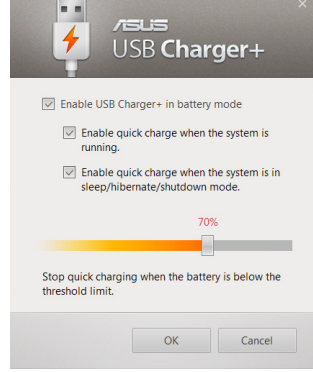 ASUS
USB Charger+
Enable USB Charger+ in battery mode
Enable quick charge when the system is
running.
Enable quick charge when the system is in
sleep/hibernate/shutdown mode.
70%
Stop quick charging when the battery is below the
threshold limit.
OK Cancel